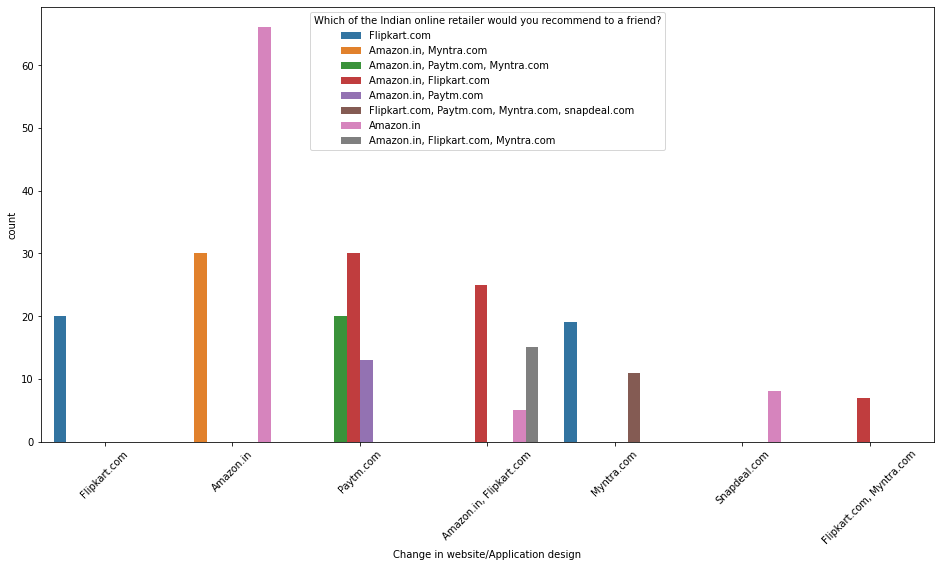 Which of the Indian online retailer would you recommend to a friend?
Flipkart.com
Amazon.in, Myntra.com
Amazon.in, Paytm.com, Myntra.com
Amazon.in, Flipkart.com
Amazon.in, Paytm.com
Flipkart.com, Paytm.com, Myntra.com, snapdeal.com
Amazon.in
Amazon.in, Flipkart.com, Myntra.com
count
60
50
40
30
20
10
0
Flipkart.com
Amazon.in
Paytm.com
Amazon.in, Flipkart.com
Myntra.com
Snapdeal.com
Flipkart.com, Myntra.com
Change in website/Application design